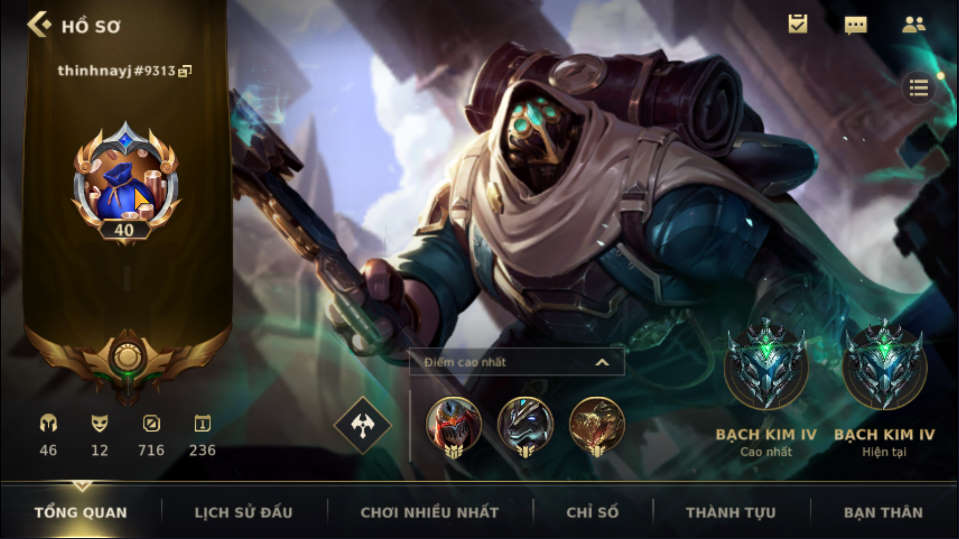 HỒ SƠ
thinhnayj#9313
40
Điểm cao nhất
46
12
716
236
BẠCH KIM IV
Cao nhất
BẠCH KIM IV
Hiện tại
TỔNG QUAN
LỊCH SỬ ĐẤU
CHƠI NHIỀU NHẤT
CHỈ SỐ
THÀNH TỰU
BẠN THÂN